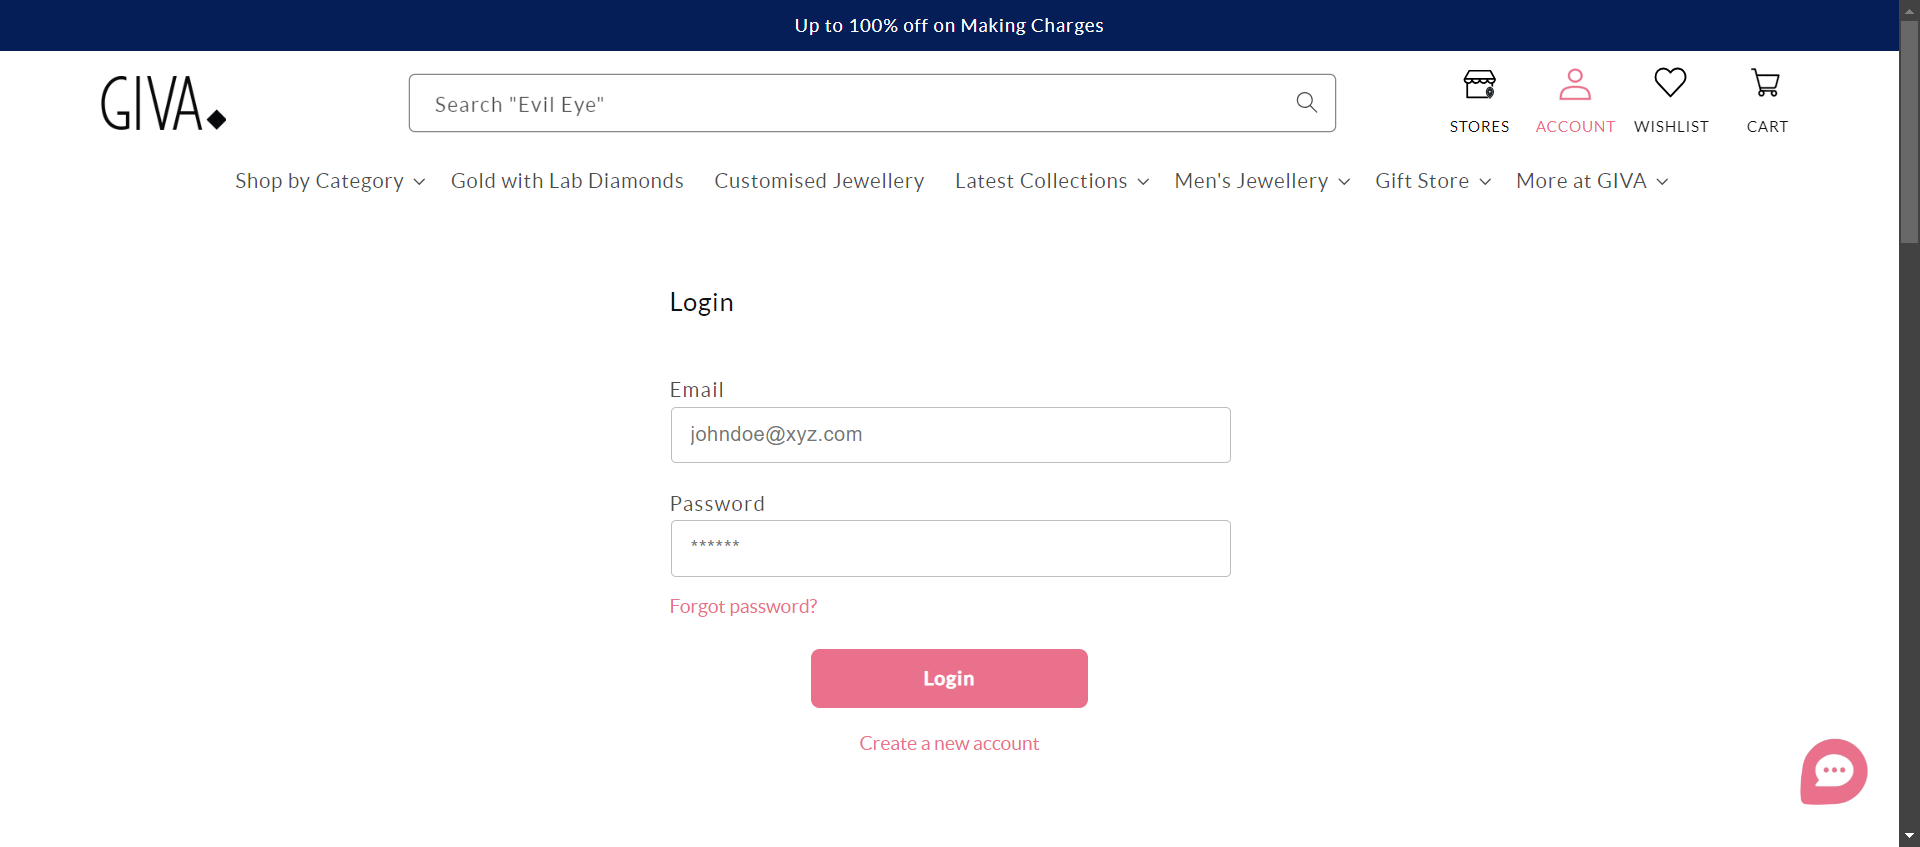 Up to 100% off on Making Charges
GIVA
Search "Evil Eye"
STORES ACCOUNT WISHLIST CART
Shop by Category Gold with Lab Diamonds Customised Jewellery Latest Collections Men's Jewellery Gift Store More at GIVA
Login
Email
johndoe@xyz.com
Password
******
Forgot password?
Login
Create a new account